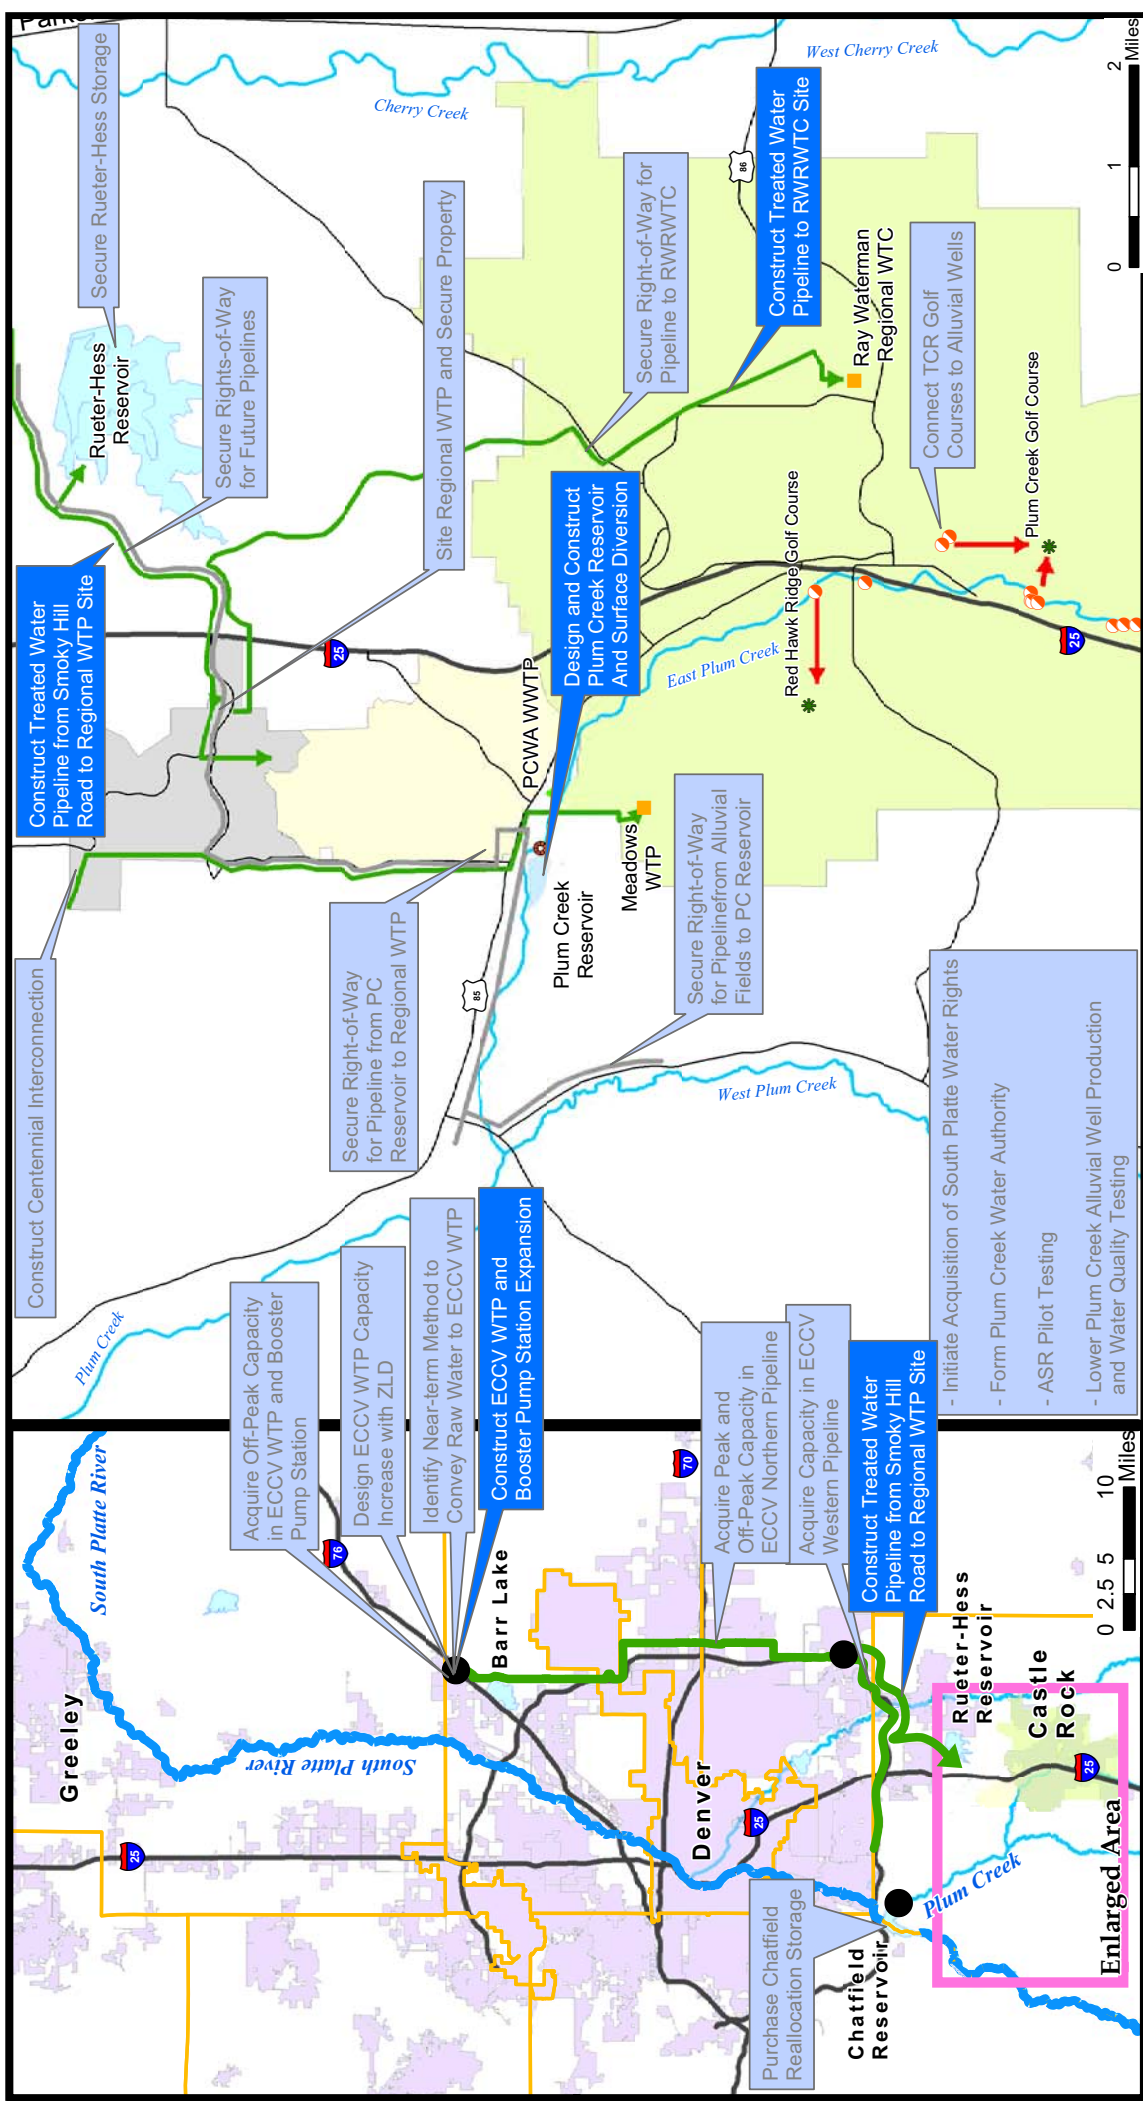 Greeley
South Platte River
South Platte River
25
76
Acquire Off-Peak Capacity
in ECCV WTP and Booster
Pump Station
Design ECCV WTP Capacity
Increase with ZLD
Identify Near-term Method to
Convey Raw Water to ECCV WTP
Construct ECCV WTP and
Booster Pump Station Expansion
Barr Lake
70
Denver
25
Acquire Peak and
Off-Peak Capacity in
ECCV Northern Pipeline
Acquire Capacity in ECCV
Western Pipeline
Construct Treated Water
Pipeline from Smoky Hill
Road to Regional WTP Site
Purchase Chatfield
Reallocation Storage
Chatfield
Reservoir
Plum Creek
Rueter-Hess
Reservoir
Castle
Rock
25
Enlarged Area
0 2.5 5 10
Miles
Construct Centennial Interconnection
Plum Creek
Construct Treated Water
Pipeline from Smoky Hill
Road to Regional WTP Site
Rueter-Hess
Reservoir
Secure Rueter-Hess Storage
Secure Rights-of-Way
for Future Pipelines
Cherry Creek
West Cherry Creek
25
Site Regional WTP and Secure Property
Secure Right-of-Way
for Pipeline from PC
Reservoir to Regional WTP
85
PCWA WWTP
Plum Creek
Reservoir
Design and Construct
Plum Creek Reservoir
And Surface Diversion
Secure Right-of-Way for
Pipeline to RWRWTC
86
Construct Treated Water
Pipeline to RWRWTC Site
Meadows
WTP
East Plum Creek
Secure Right-of-Way
for Pipelinefrom Alluvial
Fields to PC Reservoir
West Plum Creek
Red Hawk Ridge Golf Course
Ray Waterman
Regional WTC
Connect TCR Golf
Courses to Alluvial Wells
Plum Creek Golf Course
25
- Initiate Acquisition of South Platte Water Rights
- Form Plum Creek Water Authority
- ASR Pilot Testing
- Lower Plum Creek Alluvial Well Production
and Water Quality Testing
0 1 2
Miles